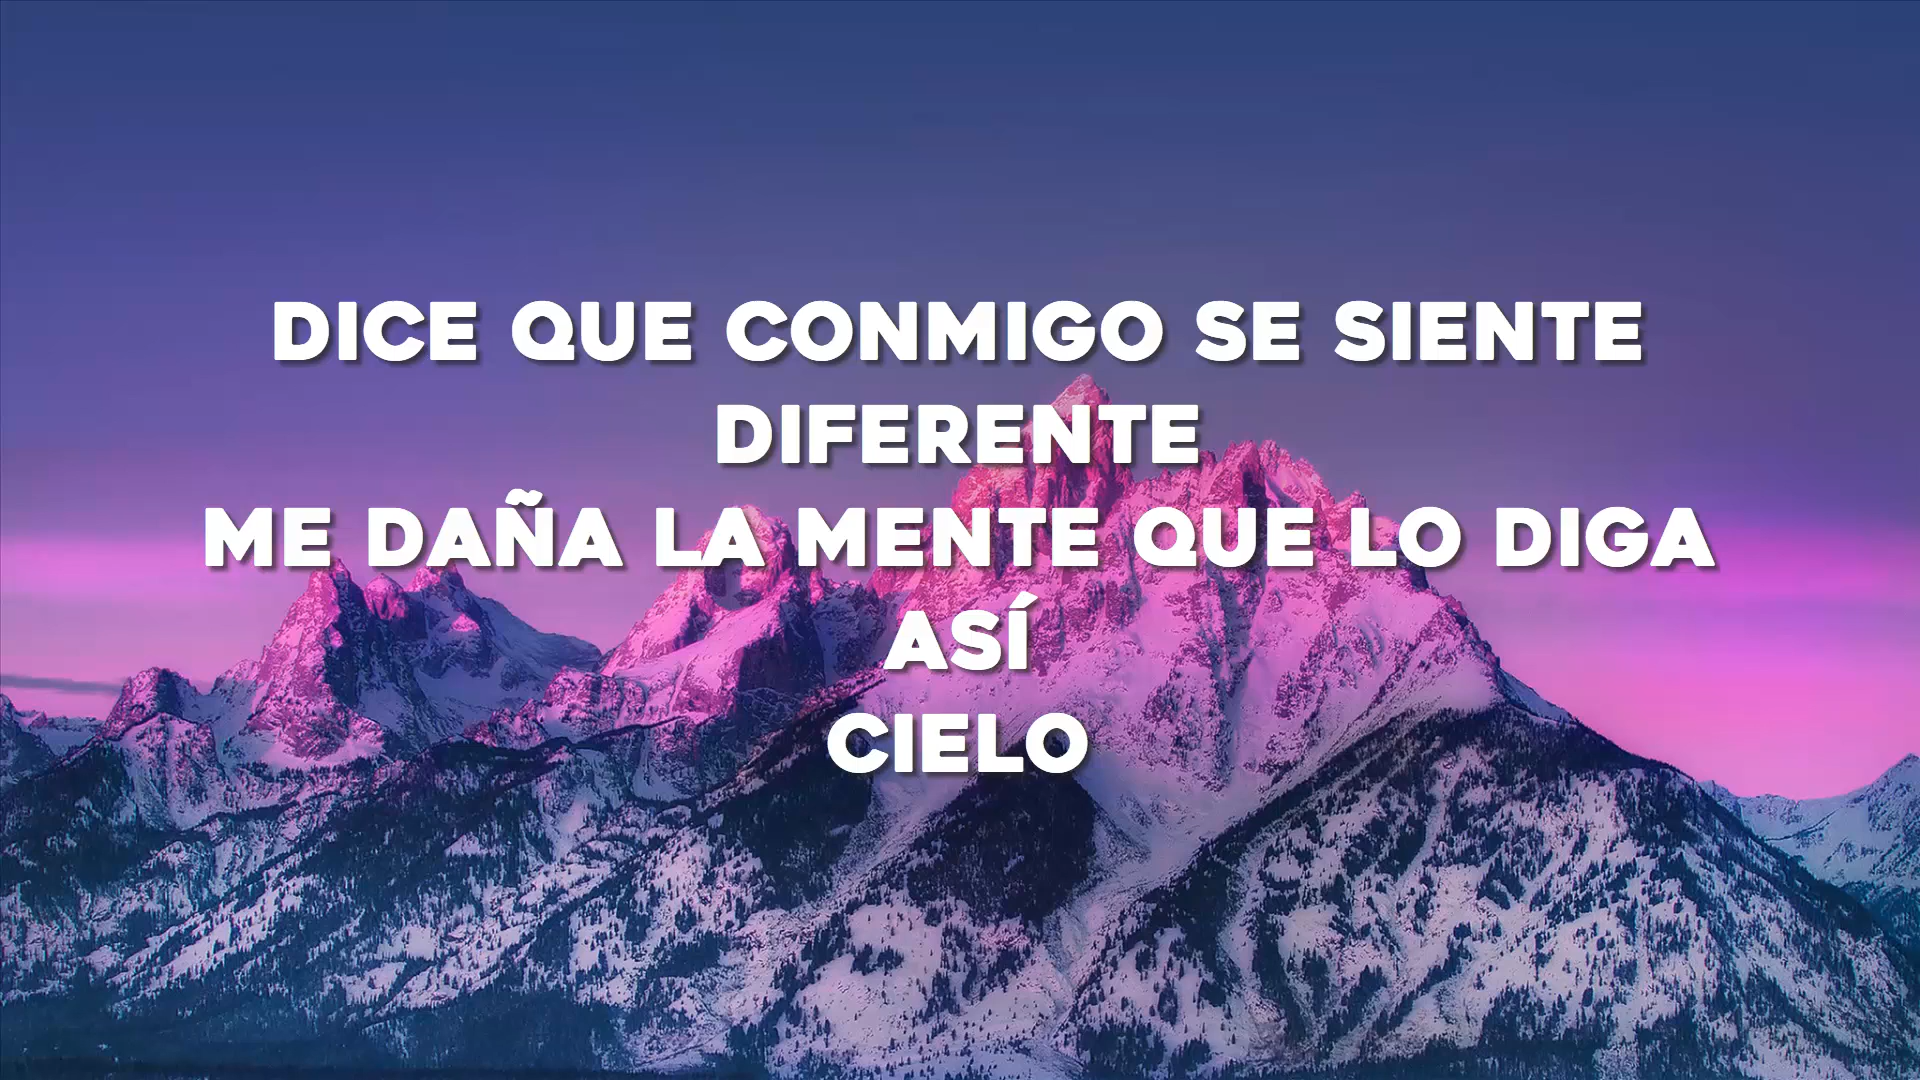 DICE QUE CONMIGO SE SIENTE
DIFERENTE
ME DAÑA LA MENTE QUE LO DIGA
ASÍ
CIELO